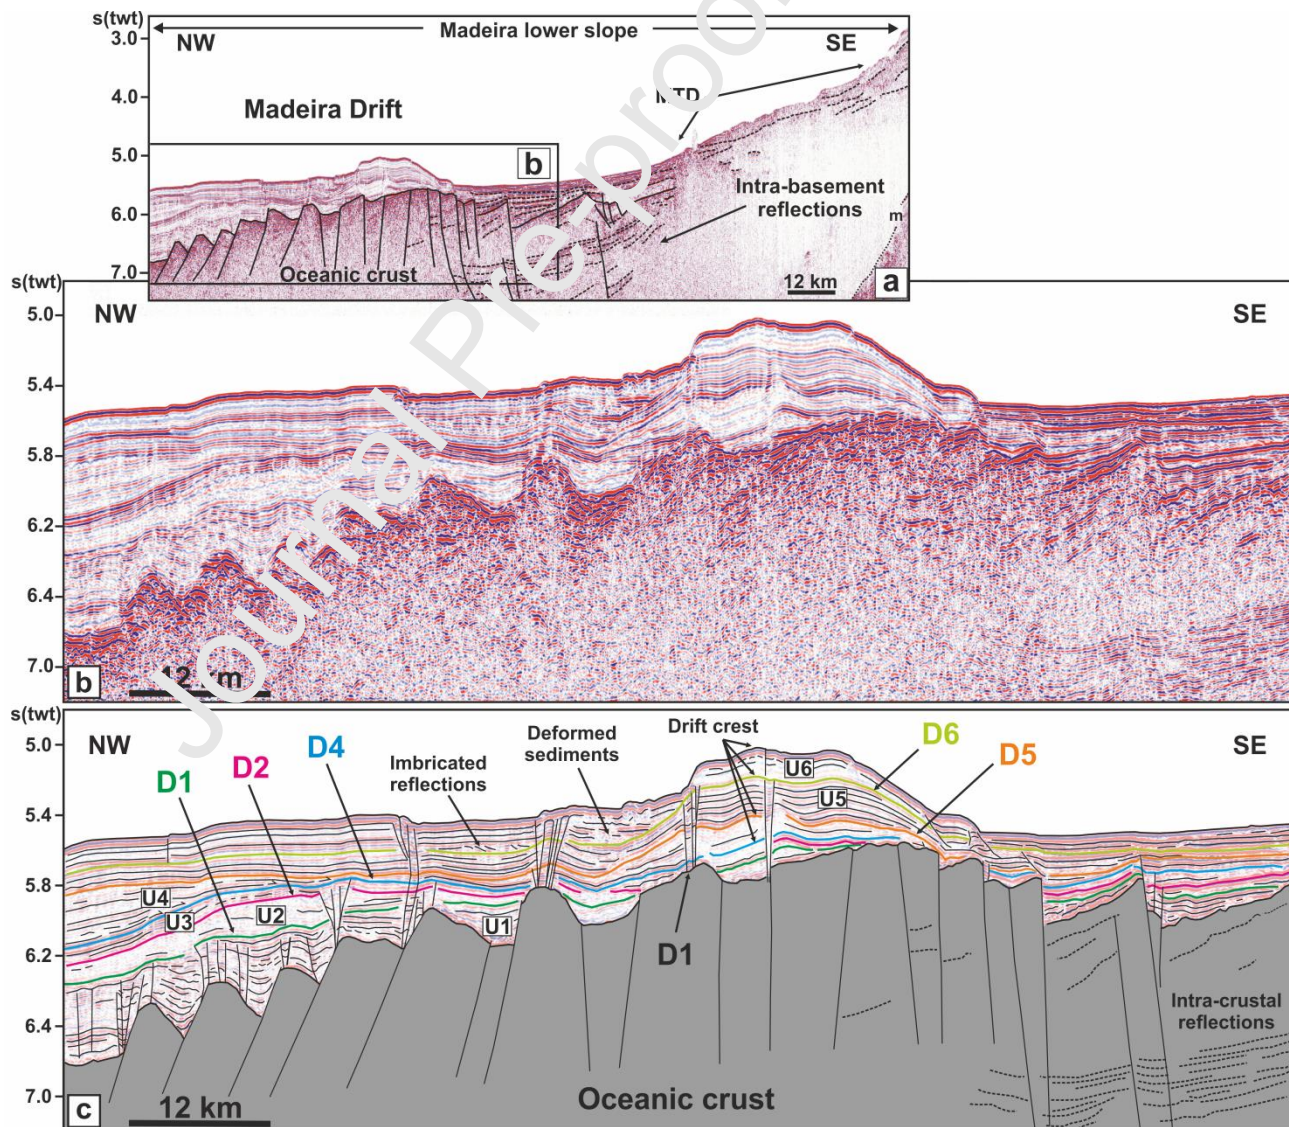 s(twt)
3.0
4.0
5.0
6.0
7.0
Madeira lower slope
NW
SE
MTD
Madeira Drift
b
Intra-basement
reflections
m
Oceanic crust
12 km
a
s(twt)
5.0
5.4
5.8
6.2
6.4
7.0
NW
SE
b
12 km
Journal Pre-proof
s(twt)
5.0
5.4
5.8
6.2
6.4
7.0
NW
SE
D1
D2
D4
Imbricated
reflections
Deformed
sediments
Drift crest
D6
D5
U6
U5
U4
U3
U2
U1
D1
Intra-crustal
reflections
Oceanic crust
c
12 km